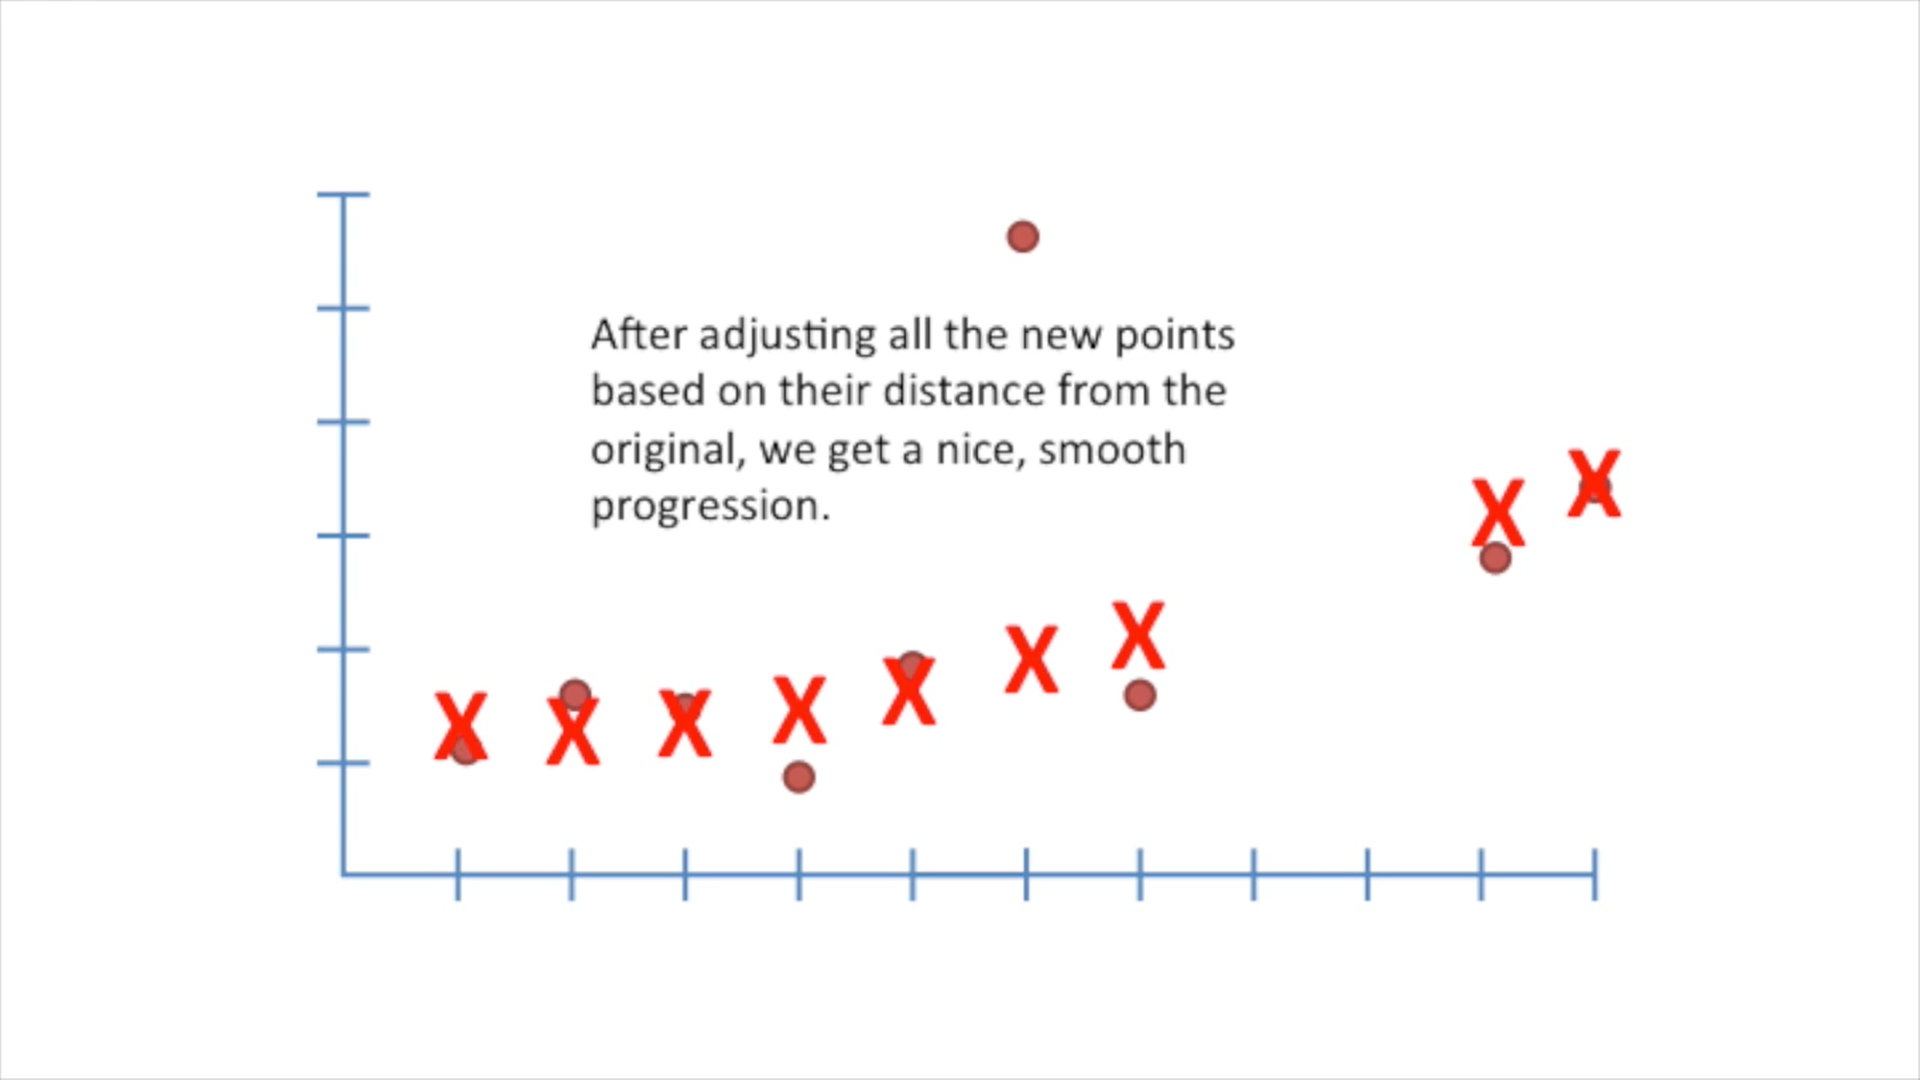 After adjusting all the new points
based on their distance from the
original, we get a nice, smooth
progression.
X X X X X X X X X